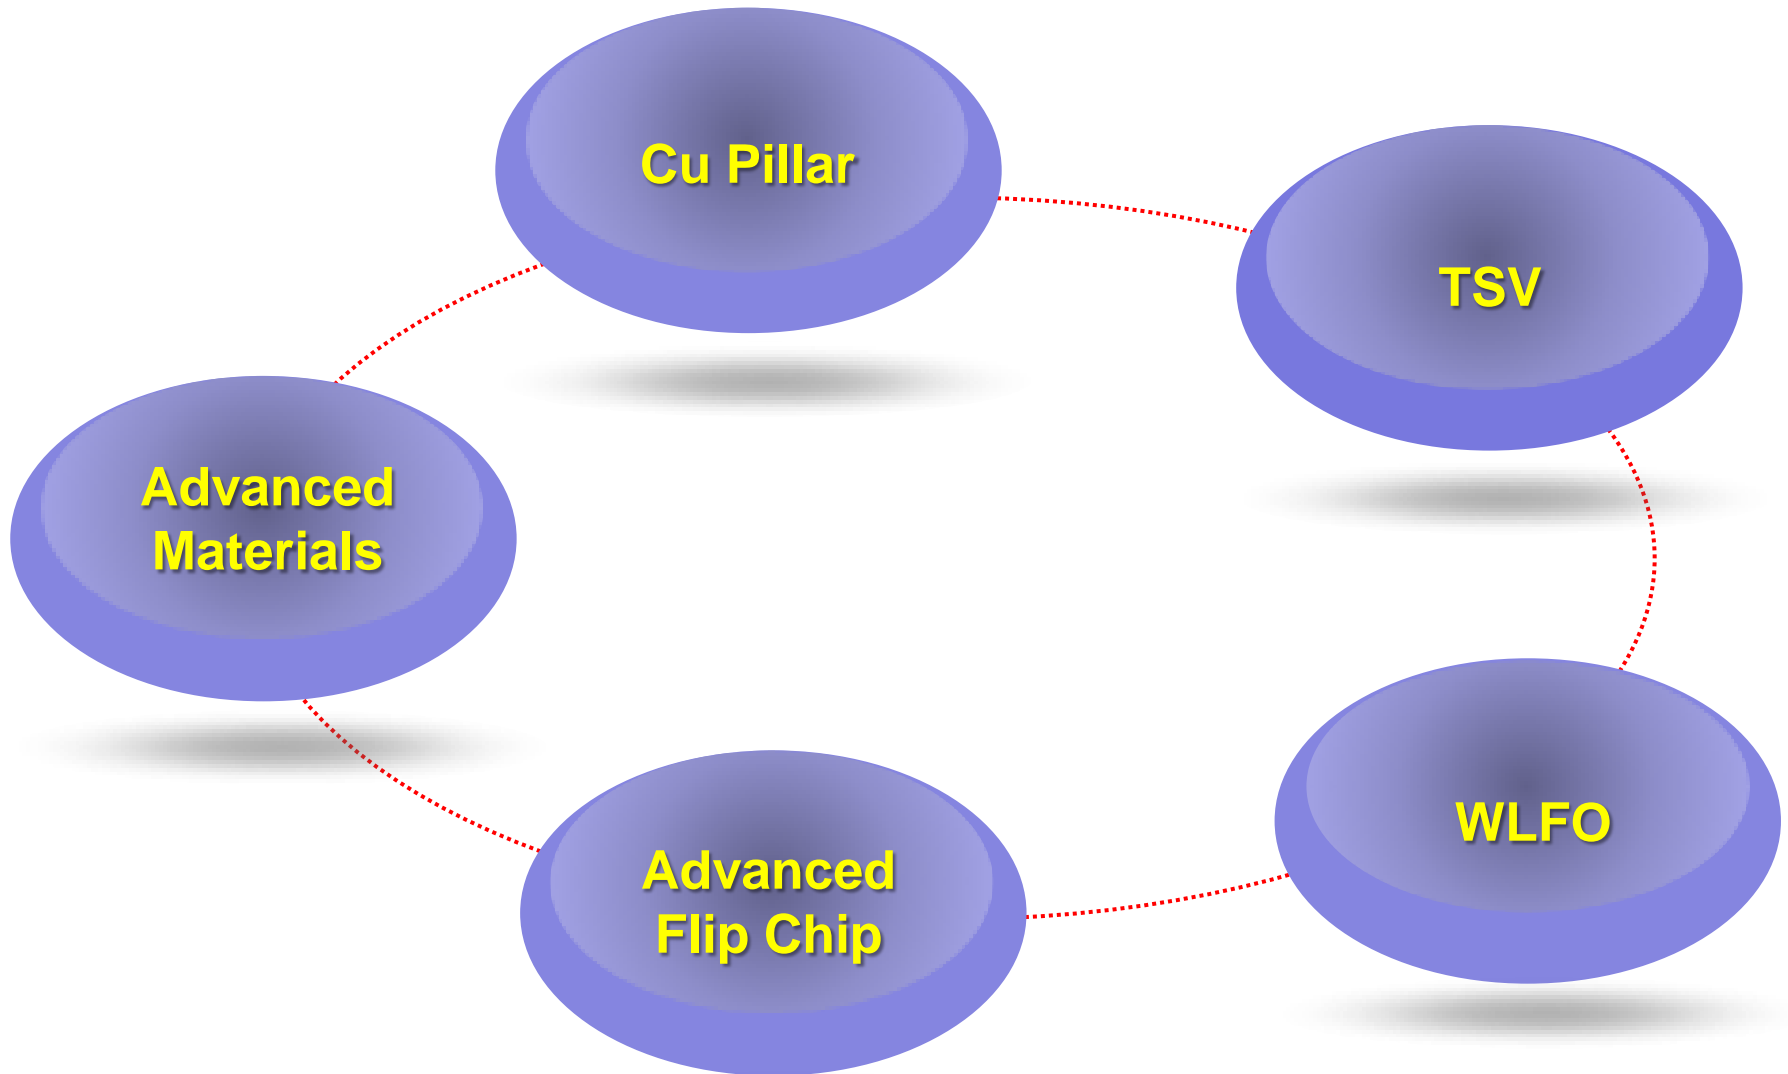 Cu Pillar
TSV
Advanced
Materials
WLFO
Advanced
Flip Chip